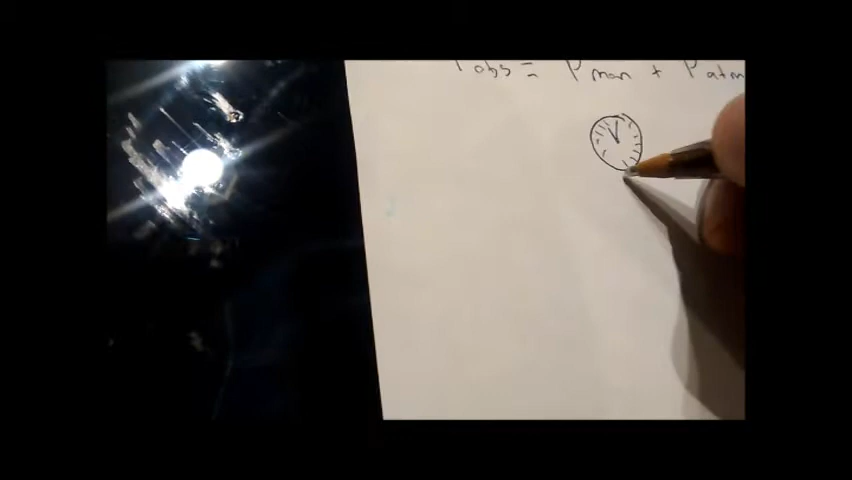 Pabs = Pman + Patm